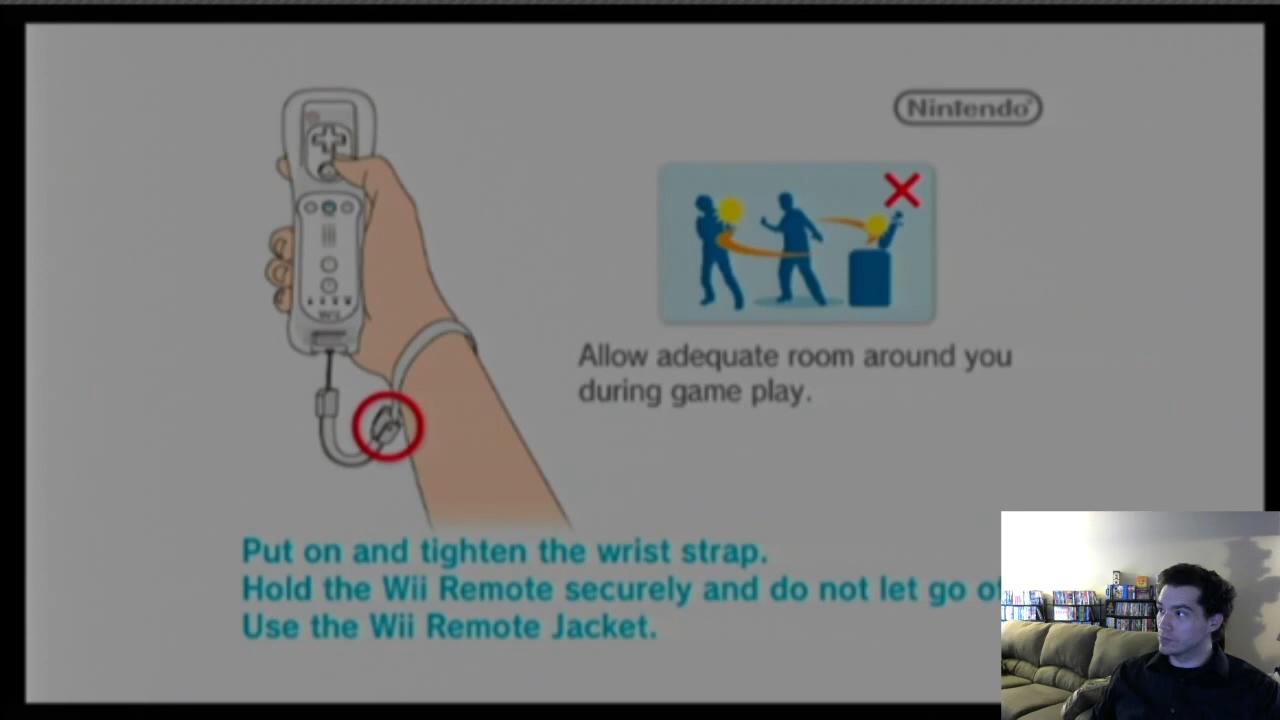 Nintendo
Allow adequate room around you
during game play.
Put on and tighten the wrist strap.
Hold the Wii Remote securely and do not let go of
Use the Wii Remote Jacket.